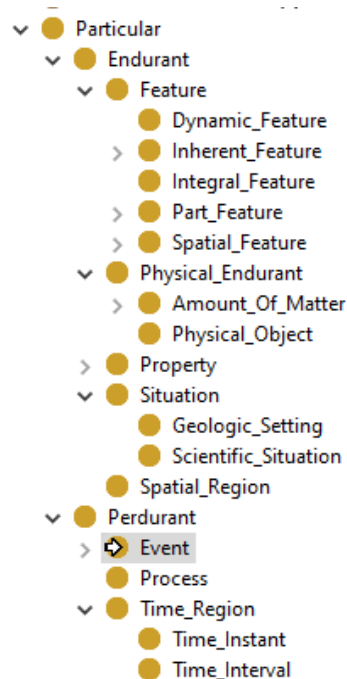 Particular
Endurant
Feature
Dynamic_Feature
Inherent_Feature
Integral_Feature
Part_Feature
Spatial_Feature
Physical_Endurant
Amount_Of_Matter
Physical_Object
Property
Situation
Geologic_Setting
Scientific_Situation
Spatial_Region
Perdurant
Event
Process
Time_Region
Time_Instant
Time_Interval